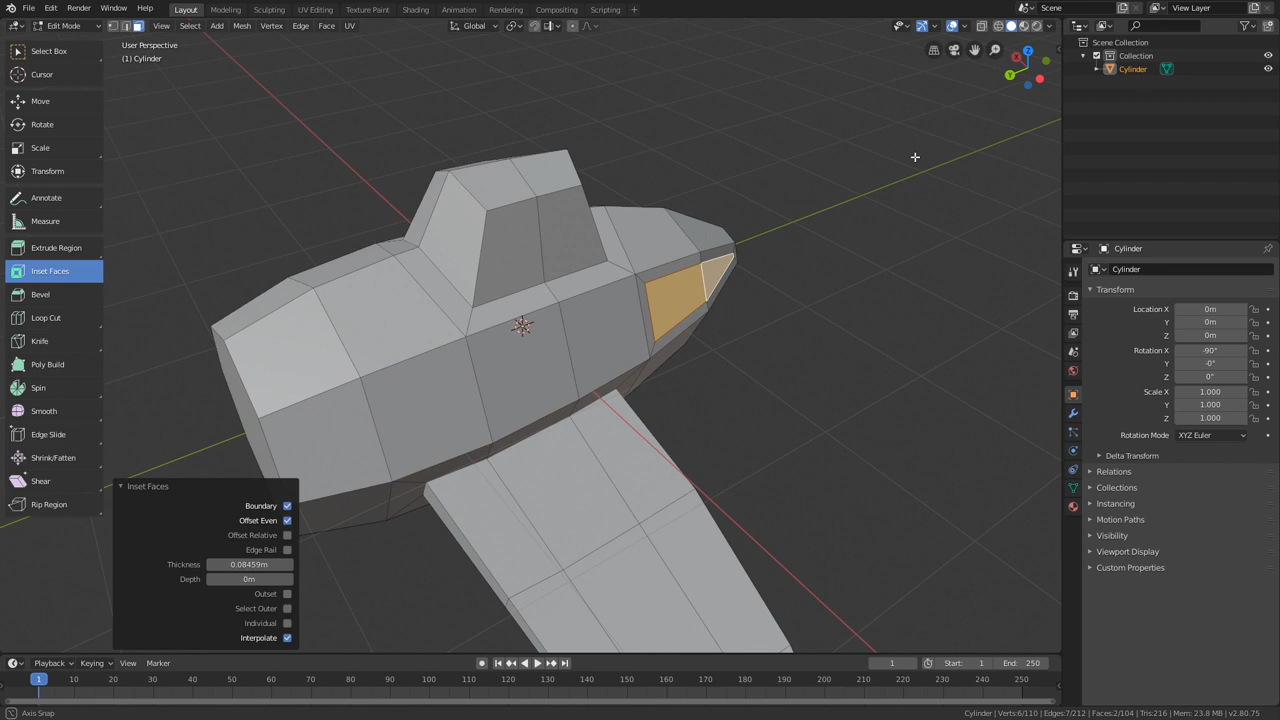 File Edit Render Window Help Layout Modeling Sculpting UV Editing Texture Paint Shading Animation Rendering Compositing Scripting Scene View Layer
Edit Mode View Select Add Mesh Vertex Edge Face UV Global
User Perspective
(1) Cylinder
Select Box
Cursor
Move
Rotate
Scale
Transform
Annotate
Measure
Extrude Region
Inset Faces
Bevel
Loop Cut
Knife
Poly Build
Spin
Smooth
Edge Slide
Shrink/Fatten
Shear
Rip Region
Inset Faces
Boundary
Offset Even
Offset Relative
Edge Rail
Thickness 0.08459m
Depth 0m
Outset
Select Outer
Individual
Interpolate
Z
X
Y
Scene Collection
Collection
Cylinder
Cylinder
Cylinder
Transform
Location X 0m
Y 0m
Z 0m
Rotation X -90°
Y -0°
Z 0°
Scale X 1.000
Y 1.000
Z 1.000
Rotation Mode XYZ Euler
Delta Transform
Relations
Collections
Instancing
Motion Paths
Visibility
Viewport Display
Custom Properties
Playback Keying View Marker 1 Start: 1 End: 250
1 10 20 30 40 50 60 70 80 90 100 110 120 130 140 150 160 170 180 190 200 210 220 230 240 250
Axis Snap
Cylinder | Verts:6/110 | Edges:7/212 | Faces:2/104 | Tris:216 | Mem: 23.8 MB | v2.80.75